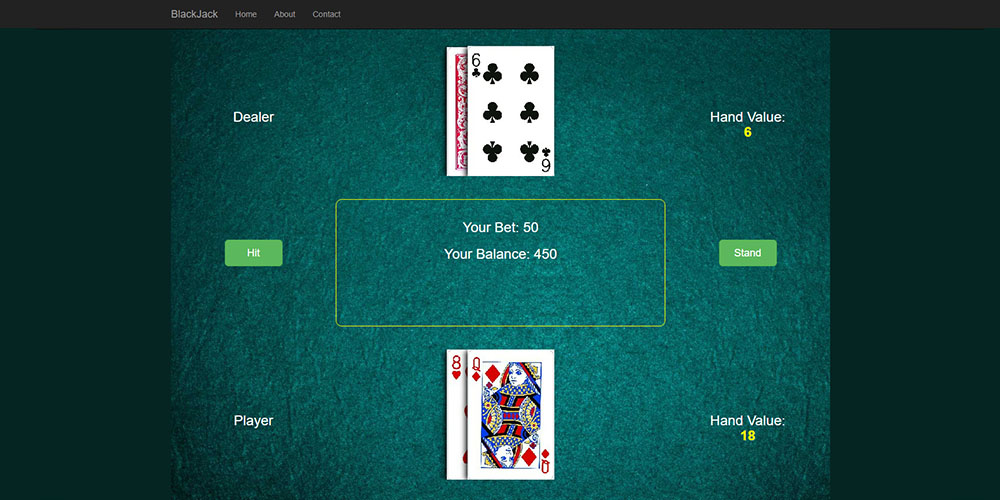 BlackJack Home About Contact
6
9
Dealer
Hand Value:
6
Your Bet: 50
Your Balance: 450
Hit
Stand
8 Q
Q
Player
Hand Value:
18